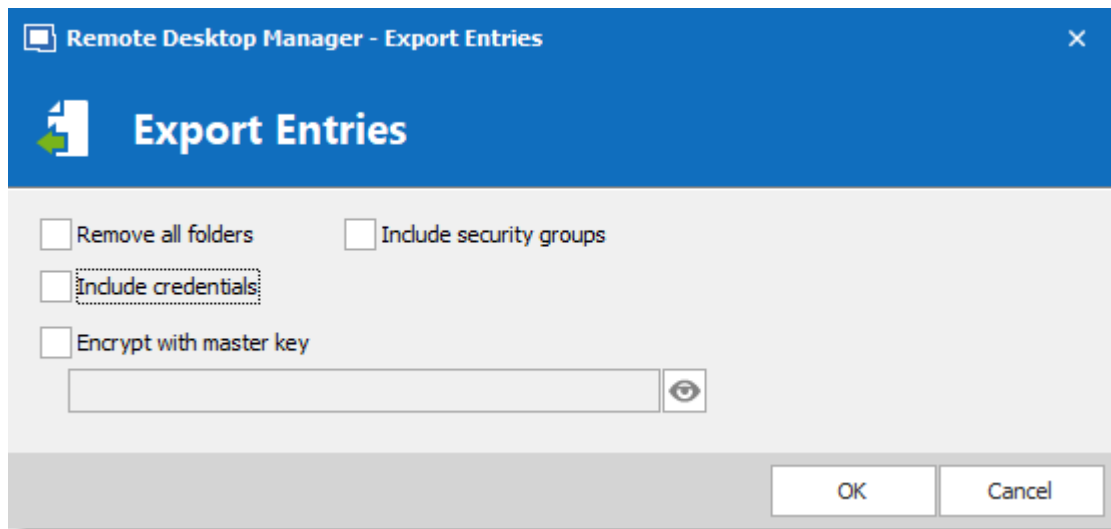 Remote Desktop Manager - Export Entries
Export Entries
Remove all folders Include security groups
Include credentials
Encrypt with master key
OK Cancel